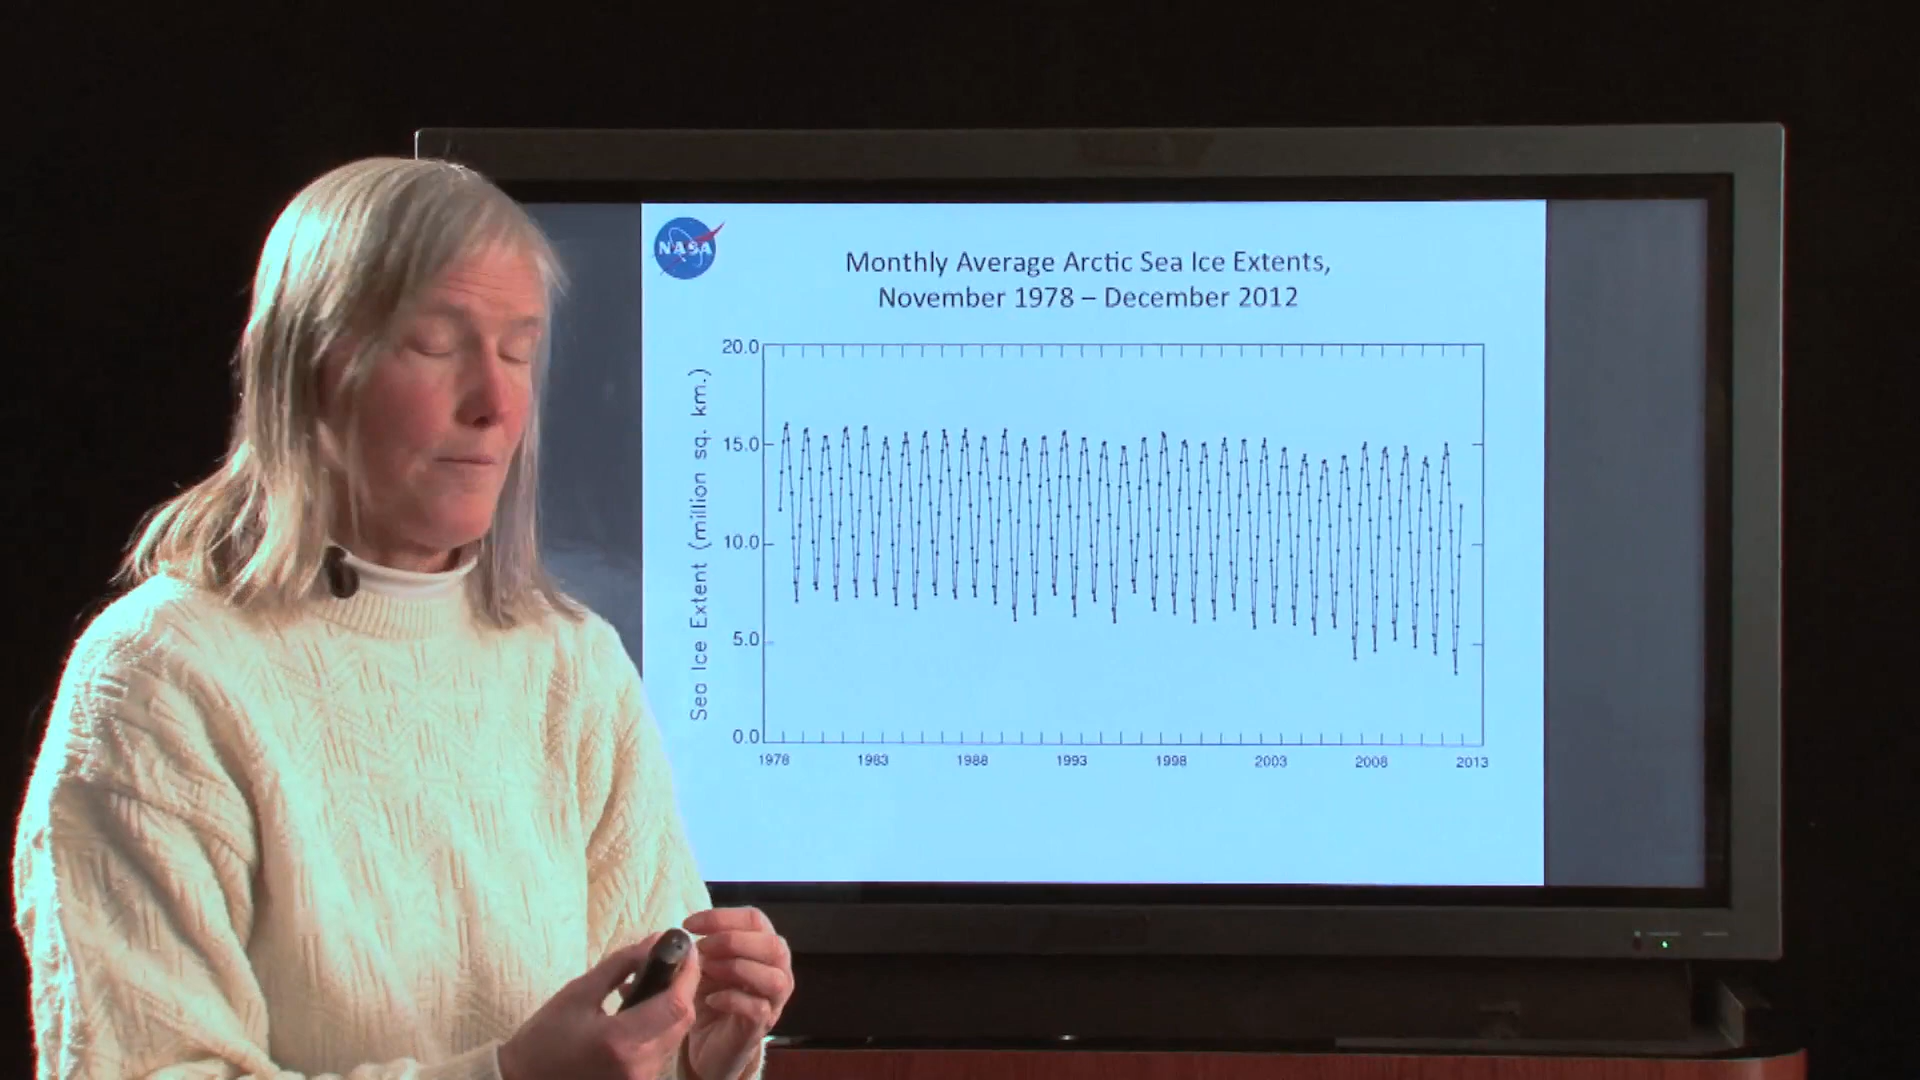 NASA
Monthly Average Arctic Sea Ice Extents,
November 1978 – December 2012
20.0
15.0
10.0
5.0
0.0
Sea Ice Extent (million sq. km.)
1978 1983 1988 1993 1998 2003 2008 2013